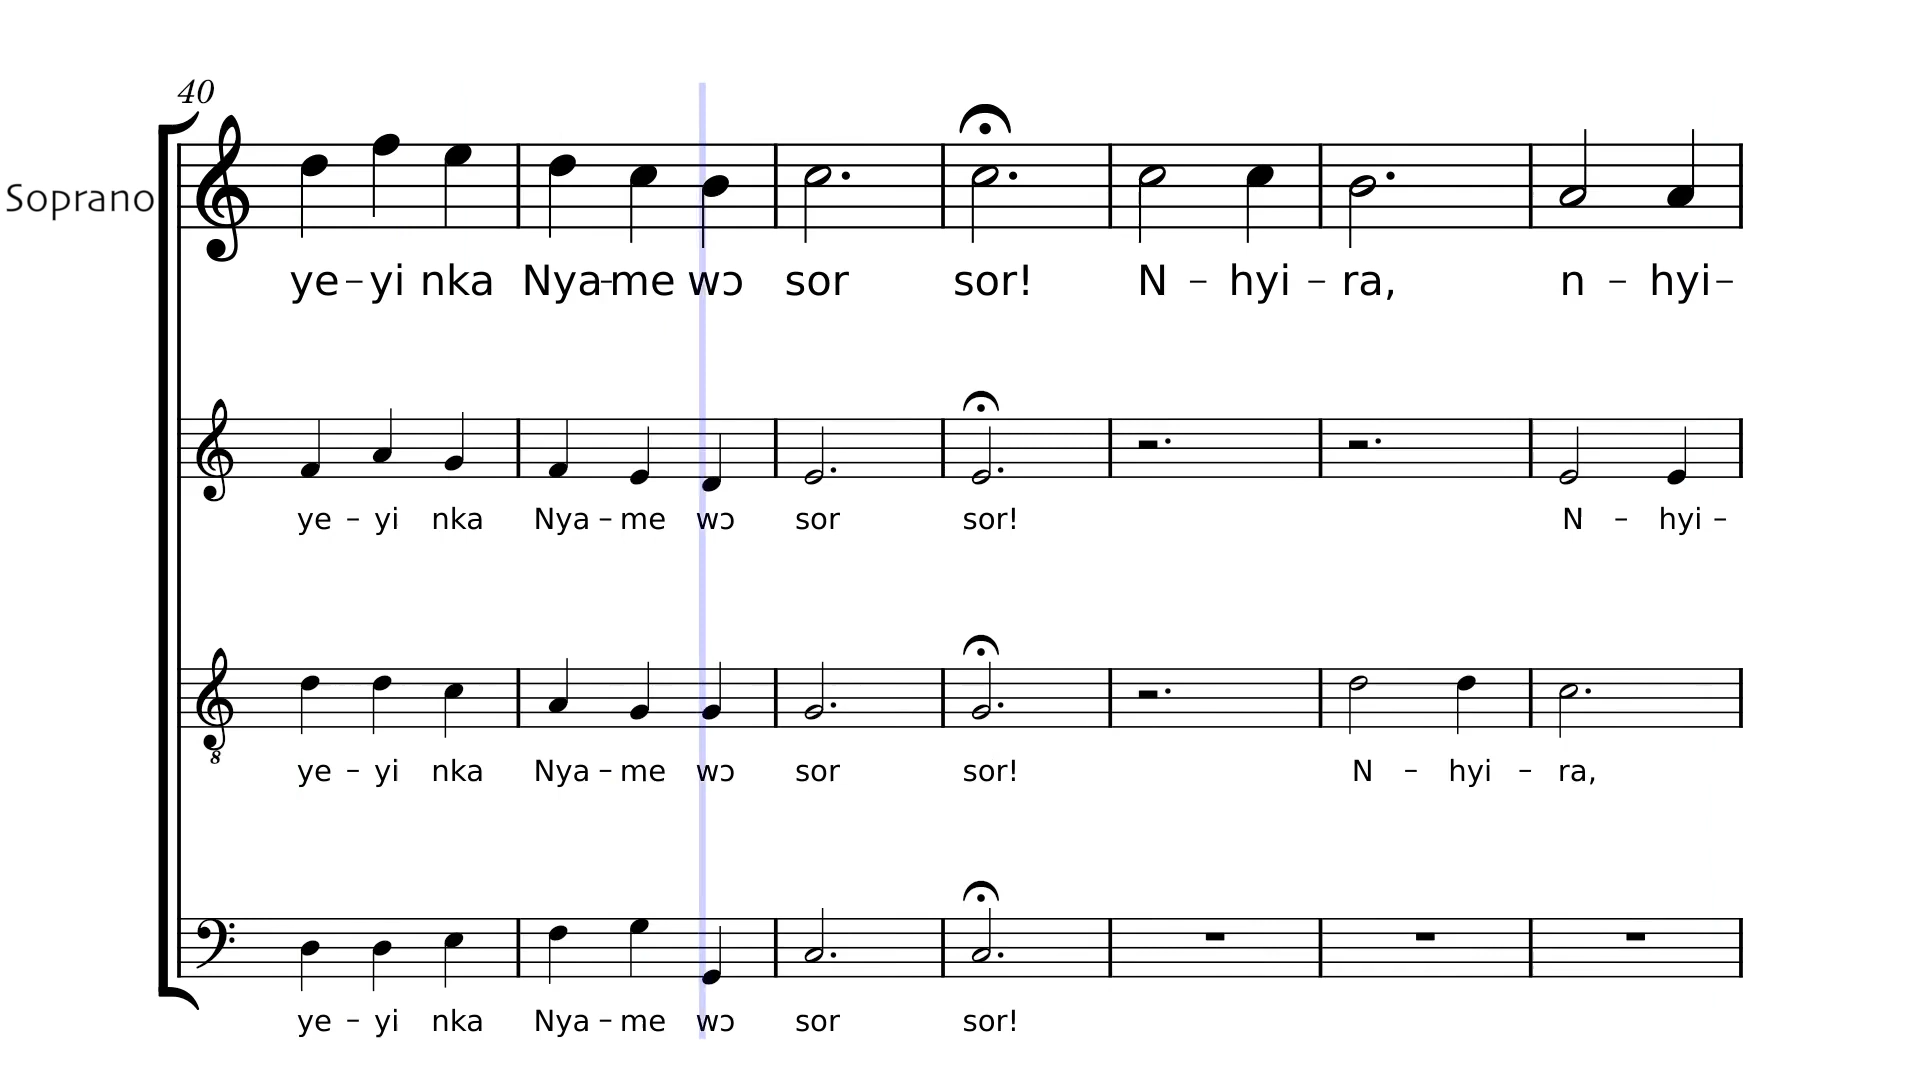 40
Soprano
ye – yi nka Nya – me wɔ sor sor! N – hyi – ra, n – hyi –
ye – yi nka Nya – me wɔ sor sor! N – hyi –
8
ye – yi nka Nya – me wɔ sor sor! N – hyi – ra,
ye – yi nka Nya – me wɔ sor sor!